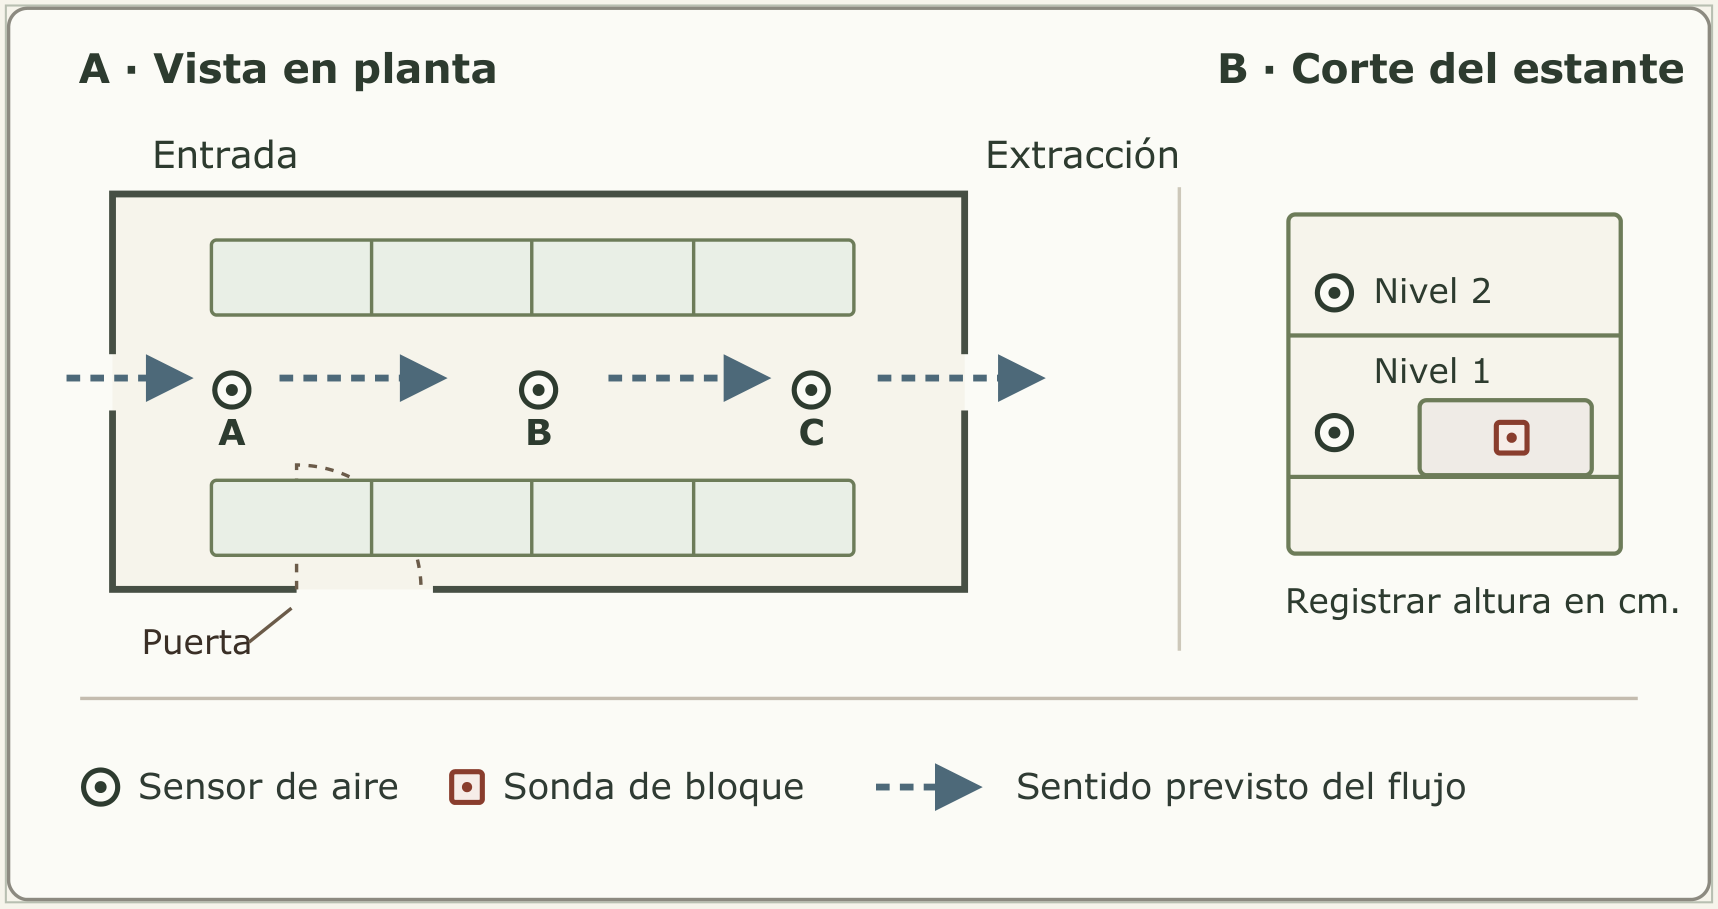 A · Vista en planta
B · Corte del estante
Entrada
Extracción
Nivel 2
Nivel 1
A
B
C
Registrar altura en cm.
Puerta
Sensor de aire
Sonda de bloque
Sentido previsto del flujo